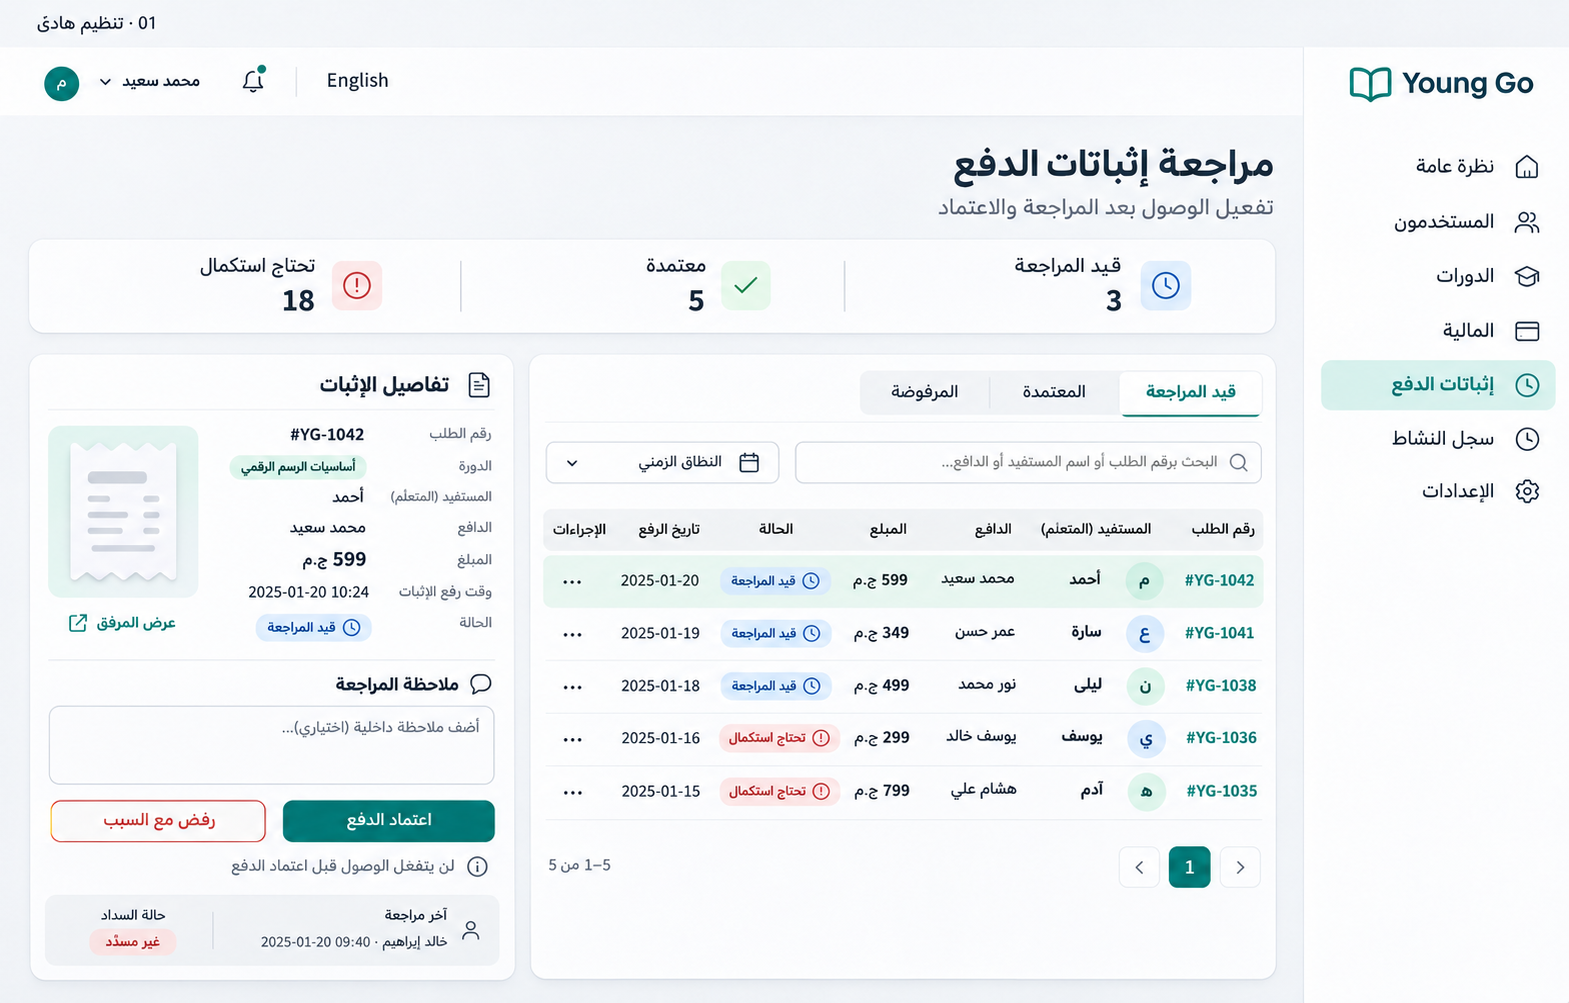 01 · تنظيم هادئ
Young Go
English
محمد سعيد
م
نظرة عامة
المستخدمون
الدورات
المالية
إثباتات الدفع
سجل النشاط
الإعدادات
مراجعة إثباتات الدفع
تفعيل الوصول بعد المراجعة والاعتماد
قيد المراجعة
3
معتمدة
5
تحتاج استكمال
18
قيد المراجعة المعتمدة المرفوضة
البحث برقم الطلب أو اسم المستفيد أو الدافع...
النطاق الزمني
رقم الطلب المستفيد (المتعلم) الدافع المبلغ الحالة تاريخ الرفع الإجراءات
#YG-1042 م أحمد محمد سعيد 599 ج.م قيد المراجعة 2025-01-20 ...
#YG-1041 ع سارة عمر حسن 349 ج.م قيد المراجعة 2025-01-19 ...
#YG-1038 ن ليلى نور محمد 499 ج.م قيد المراجعة 2025-01-18 ...
#YG-1036 ي يوسف يوسف خالد 299 ج.م تحتاج استكمال 2025-01-16 ...
#YG-1035 ه آدم هشام علي 799 ج.م تحتاج استكمال 2025-01-15 ...
1
1–5 من 5
تفاصيل الإثبات
رقم الطلب #YG-1042
الدورة أساسيات الرسم الرقمي
المستفيد (المتعلم) أحمد
الدافع محمد سعيد
المبلغ 599 ج.م
وقت رفع الإثبات 2025-01-20 10:24
الحالة قيد المراجعة
عرض المرفق
ملاحظة المراجعة
أضف ملاحظة داخلية (اختياري)...
اعتماد الدفع
رفض مع السبب
لن يتفعل الوصول قبل اعتماد الدفع
آخر مراجعة
خالد إبراهيم · 2025-01-20 09:40
حالة السداد
غير مسدّد